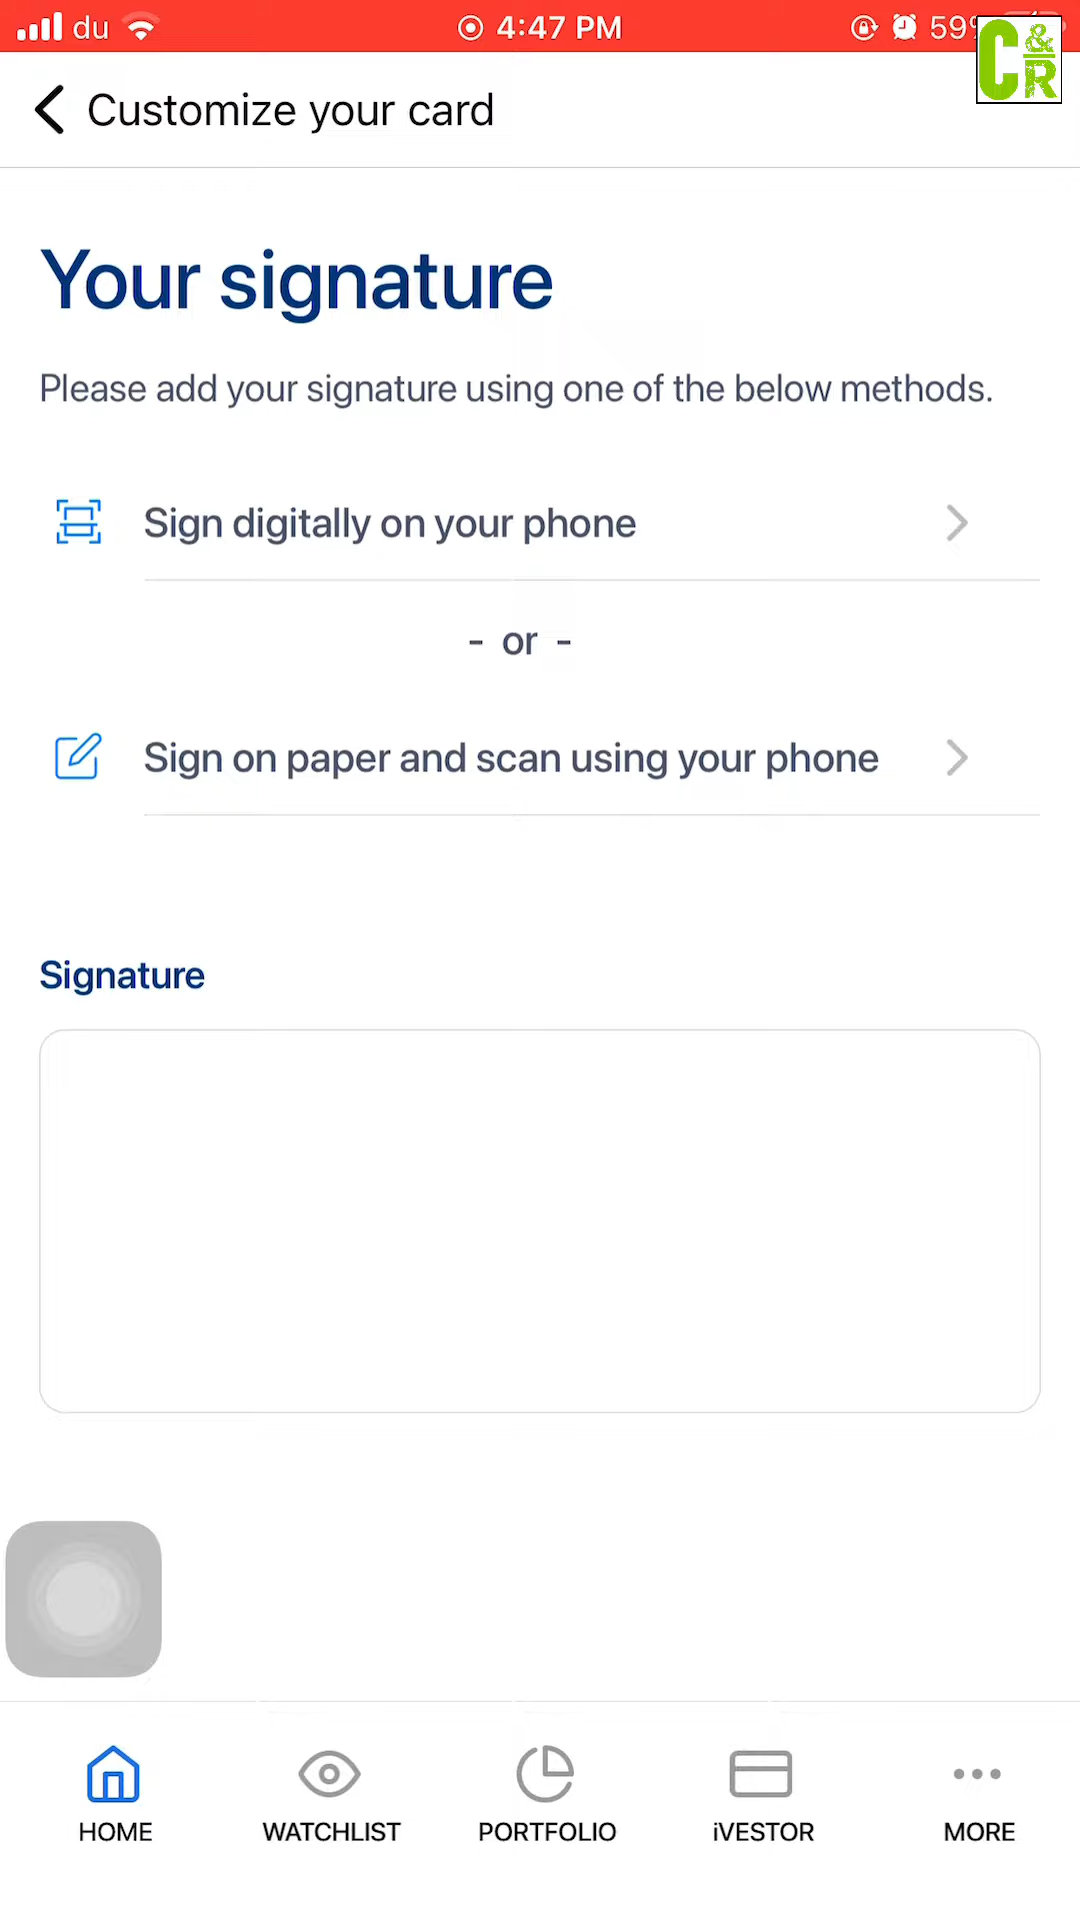 du 4:47 PM
C&R
Customize your card
Your signature
Please add your signature using one of the below methods.
Sign digitally on your phone
- or -
Sign on paper and scan using your phone
Signature
HOME WATCHLIST PORTFOLIO iVESTOR MORE